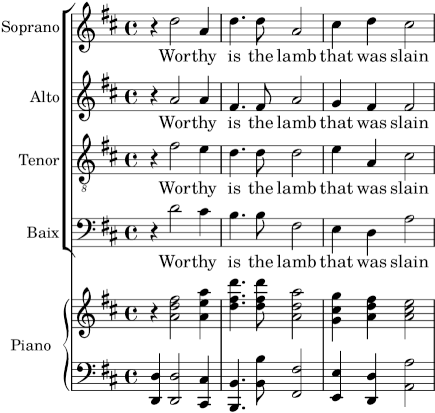 Soprano
Worthy is the lamb that was slain
Alto
Worthy is the lamb that was slain
Tenor
8
Worthy is the lamb that was slain
Baix
Worthy is the lamb that was slain
Piano